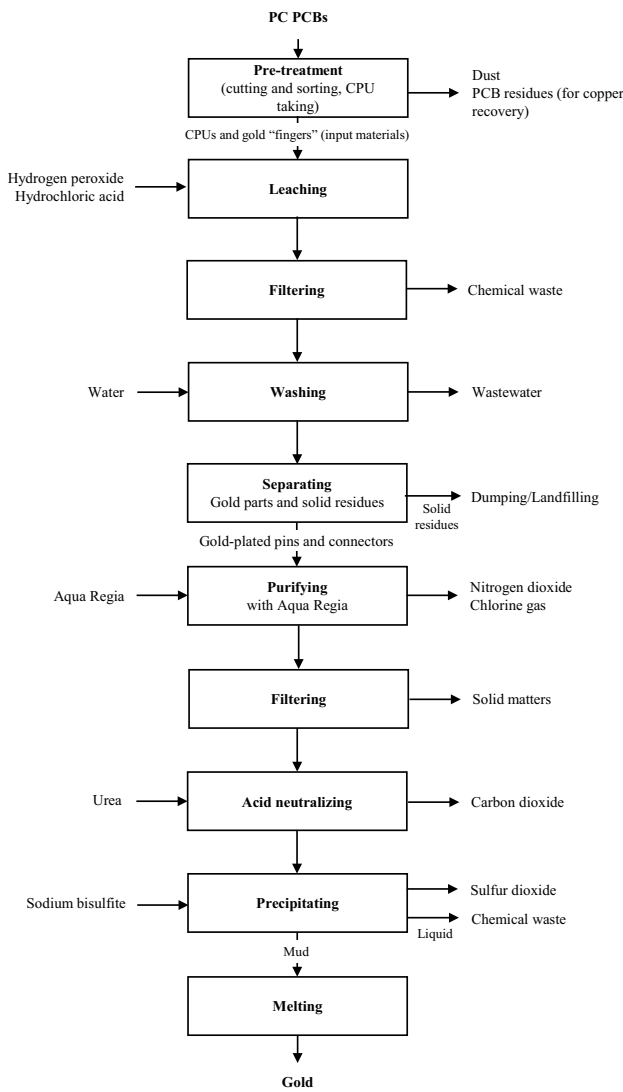 PC PCBs
Pre-treatment
(cutting and sorting, CPU
taking)
Dust
PCB residues (for copper
recovery)
CPUs and gold “fingers” (input materials)
Hydrogen peroxide
Hydrochloric acid
Leaching
Filtering
Chemical waste
Water
Washing
Wastewater
Separating
Gold parts and solid residues
Solid
residues
Dumping/Landfilling
Gold-plated pins and connectors
Aqua Regia
Purifying
with Aqua Regia
Nitrogen dioxide
Chlorine gas
Filtering
Solid matters
Urea
Acid neutralizing
Carbon dioxide
Sodium bisulfite
Precipitating
Sulfur dioxide
Chemical waste
Liquid
Mud
Melting
Gold